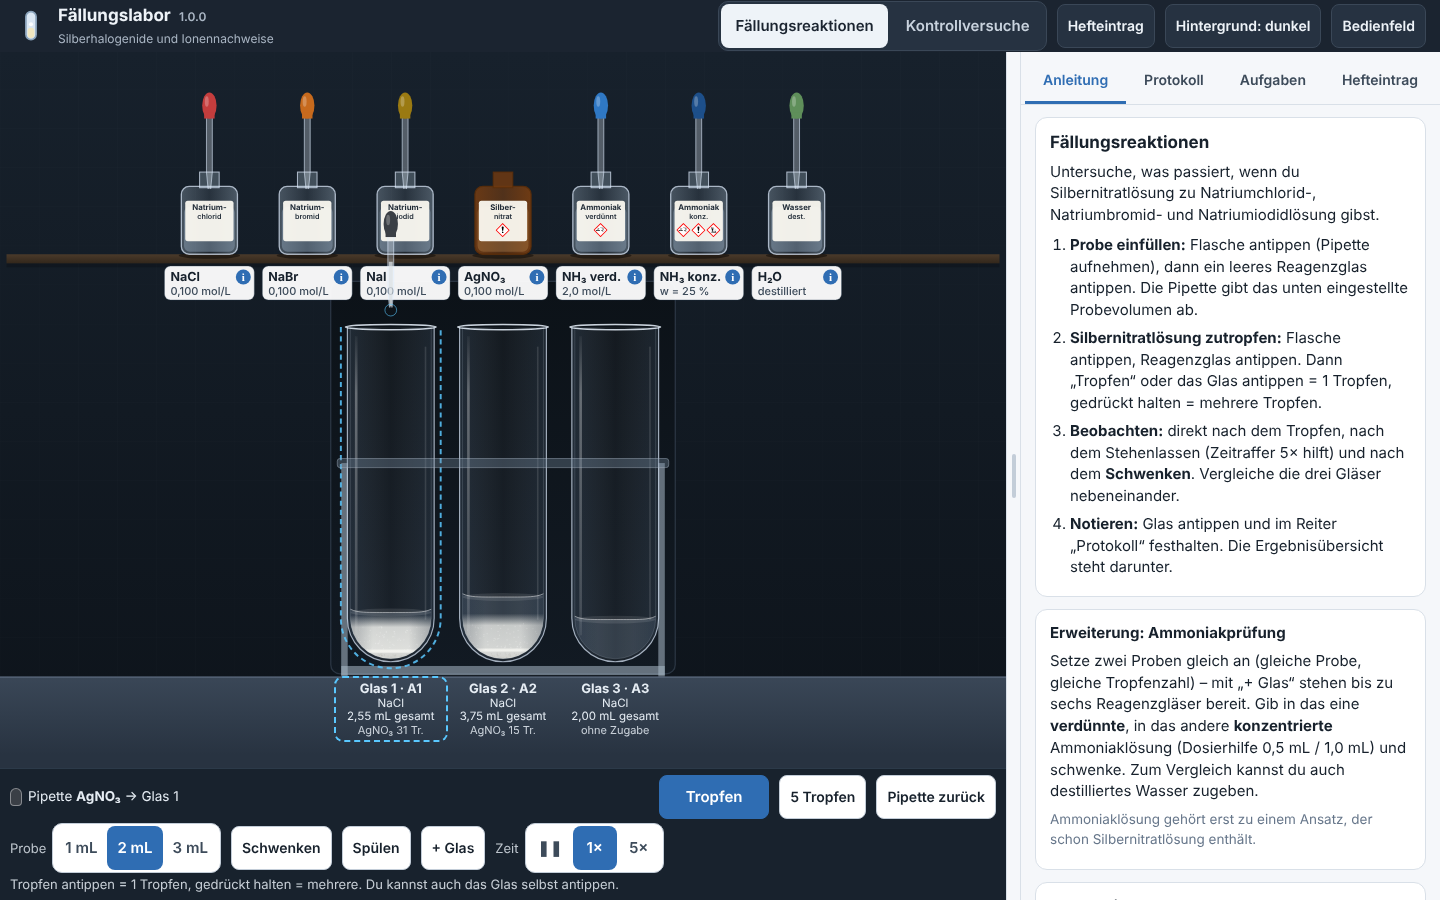 Fällungslabor 1.0.0
Silberhalogenide und Ionennachweise
Fällungsreaktionen
Kontrollversuche
Hefteintrag
Hintergrund: dunkel
Bedienfeld
Natrium-
chlorid
Natrium-
bromid
Natrium-
iodid
Silber-
nitrat
Ammoniak
verdünnt
Ammoniak
konz.
Wasser
dest.
NaCl i
0,100 mol/L
NaBr i
0,100 mol/L
NaI i
0,100 mol/L
AgNO₃ i
0,100 mol/L
NH₃ verd. i
2,0 mol/L
NH₃ konz. i
w = 25 %
H₂O i
destilliert
Glas 1 · A1
NaCl
2,55 mL gesamt
AgNO₃ 31 Tr.
Glas 2 · A2
NaCl
3,75 mL gesamt
AgNO₃ 15 Tr.
Glas 3 · A3
NaCl
2,00 mL gesamt
ohne Zugabe
Pipette AgNO₃ → Glas 1
Tropfen
5 Tropfen
Pipette zurück
Probe
1 mL
2 mL
3 mL
Schwenken
Spülen
+ Glas
Zeit
1×
5×
Tropfen antippen = 1 Tropfen, gedrückt halten = mehrere. Du kannst auch das Glas selbst antippen.
Anleitung
Protokoll
Aufgaben
Hefteintrag
Fällungsreaktionen
Untersuche, was passiert, wenn du
Silbernitratlösung zu Natriumchlorid-,
Natriumbromid- und Natriumiodidlösung gibst.
1. Probe einfüllen: Flasche antippen (Pipette
aufnehmen), dann ein leeres Reagenzglas
antippen. Die Pipette gibt das unten eingestellte
Probevolumen ab.
2. Silbernitratlösung zutropfen: Flasche
antippen, Reagenzglas antippen. Dann
„Tropfen“ oder das Glas antippen = 1 Tropfen,
gedrückt halten = mehrere Tropfen.
3. Beobachten: direkt nach dem Tropfen, nach
dem Stehenlassen (Zeitraffer 5× hilft) und nach
dem Schwenken. Vergleiche die drei Gläser
nebeneinander.
4. Notieren: Glas antippen und im Reiter
„Protokoll“ festhalten. Die Ergebnisübersicht
steht darunter.
Erweiterung: Ammoniakprüfung
Setze zwei Proben gleich an (gleiche Probe,
gleiche Tropfenzahl) – mit „+ Glas“ stehen bis zu
sechs Reagenzgläser bereit. Gib in das eine
verdünnte, in das andere konzentrierte
Ammoniaklösung (Dosierhilfe 0,5 mL / 1,0 mL) und
schwenke. Zum Vergleich kannst du auch
destilliertes Wasser zugeben.
Ammoniaklösung gehört erst zu einem Ansatz, der
schon Silbernitratlösung enthält.